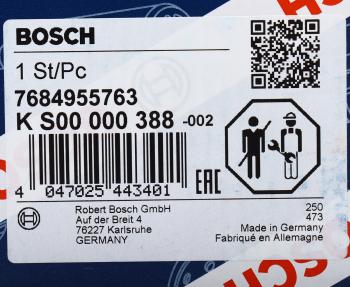 BOSCH
1 St/Pc
7684955763
K S00 000 388 -002
4 047025 443401
EAC
Robert Bosch GmbH
Auf der Breit 4
76227 Karlsruhe
GERMANY
250
473
Made in Germany
Fabriqué en Allemagne